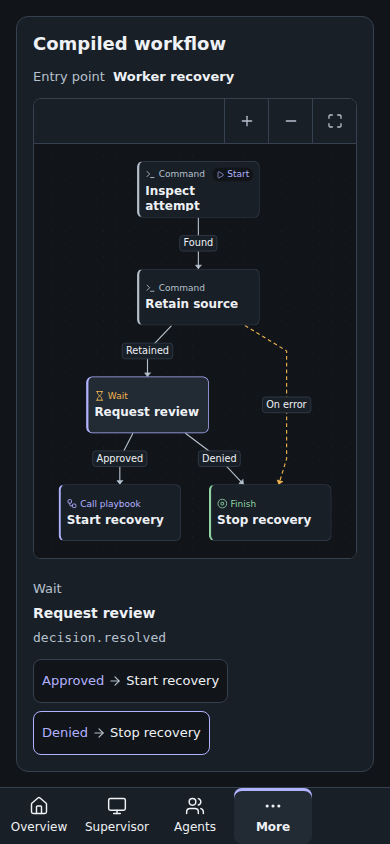 Compiled workflow
Entry point Worker recovery
Command Start
Inspect
attempt
Found
Command
Retain source
Retained
Wait
Request review
On error
Approved
Denied
Call playbook
Start recovery
Finish
Stop recovery
Wait
Request review
decision.resolved
Approved → Start recovery
Denied → Stop recovery
Overview
Supervisor
Agents
More